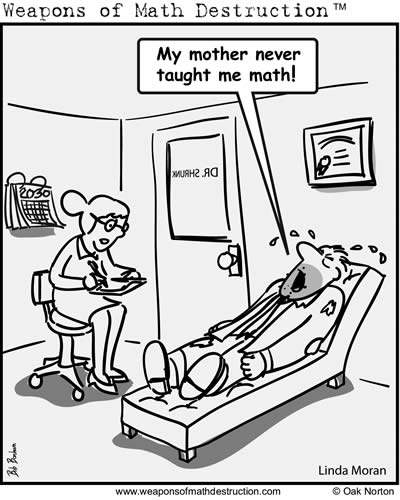 Weapons of Math Destruction™
My mother never
taught me math!
DR. SHRUNK
2030
Linda Moran
www.weaponsofmathdestruction.com © Oak Norton